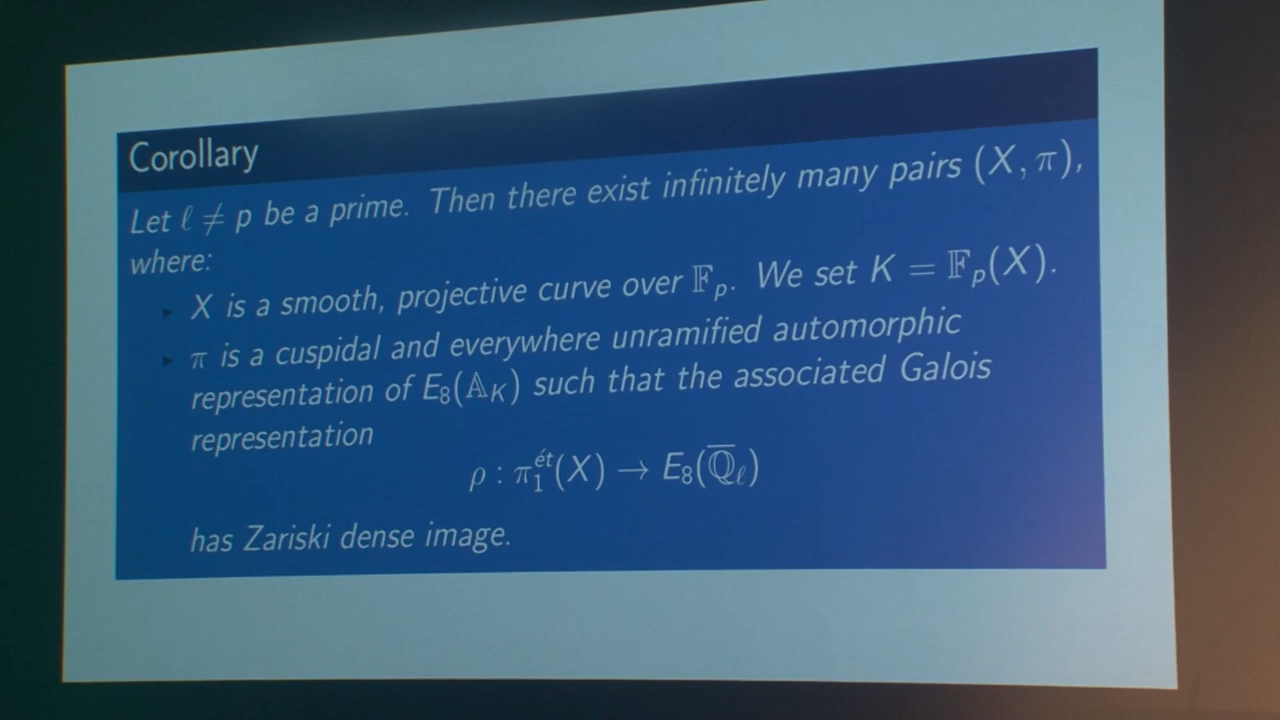 Corollary
Let ℓ ≠ p be a prime. Then there exist infinitely many pairs (X, π),
where:
▸ X is a smooth, projective curve over 𝔽ₚ. We set K = 𝔽ₚ(X).
▸ π is a cuspidal and everywhere unramified automorphic
representation of E₈(𝔸_K) such that the associated Galois
representation
ρ : π₁^ét(X) → E₈(ℚ̅_ℓ)
has Zariski dense image.